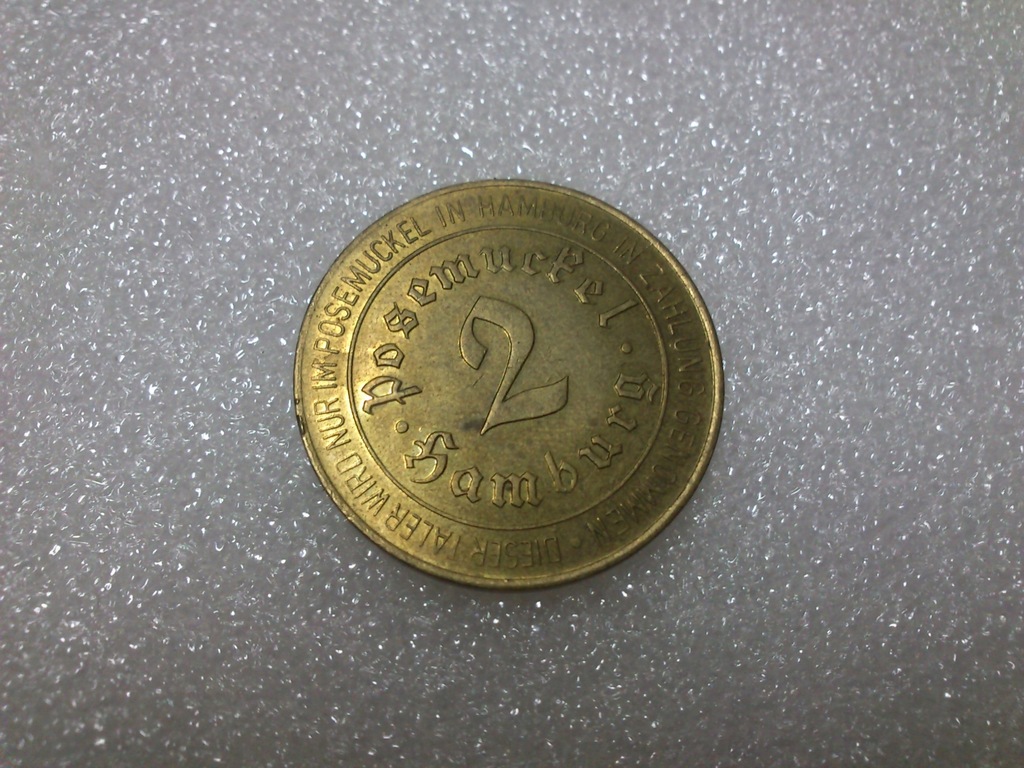 DIESER TALER WIRD NUR IM POSEMUCKEL IN HAMBURG IN ZAHLUNG GENOMMEN •
Posemuckel
2
• Hamburg •